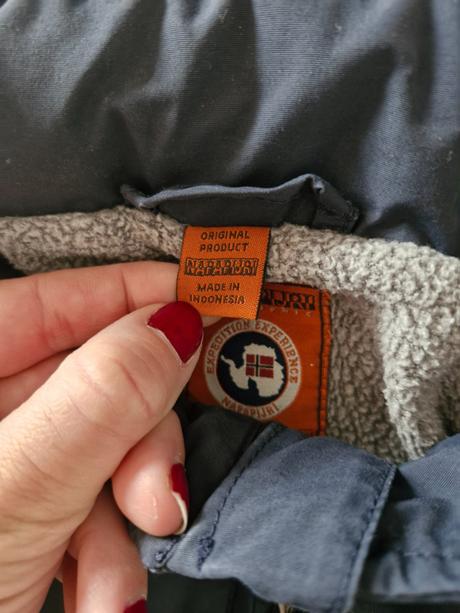 ORIGINAL
PRODUCT
NAPAPIJRI
MADE IN
INDONESIA
EXPEDITION EXPERIENCE
NAPAPIJRI